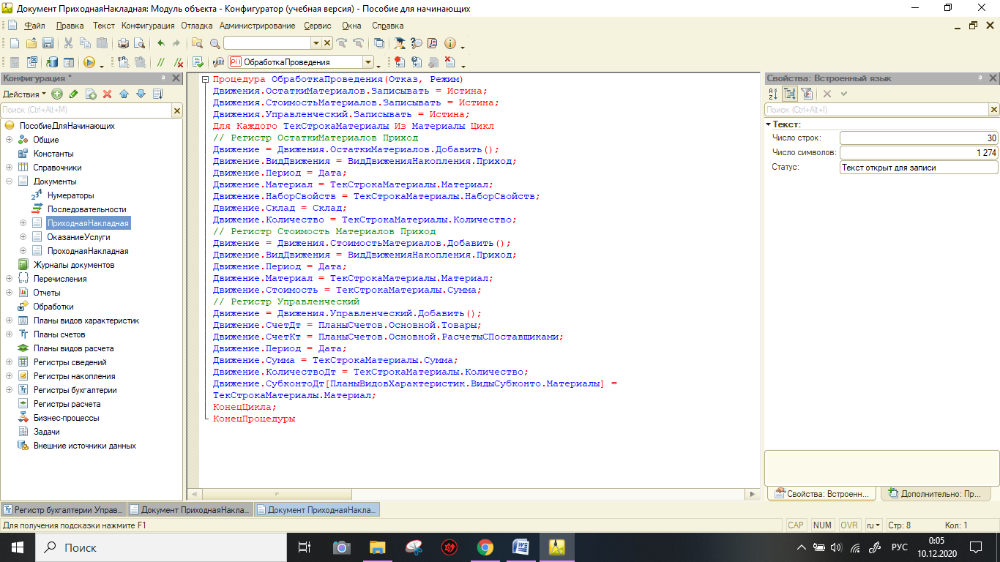 Документ ПриходнаяНакладная: Модуль объекта - Конфигуратор (учебная версия) - Пособие для начинающих
Файл Правка Текст Конфигурация Отладка Администрирование Сервис Окна Справка
ОбработкаПроведения
Конфигурация *
Действия
Поиск (Ctrl+Alt+M)
ПособиеДляНачинающих
Общие
Константы
Справочники
Документы
Нумераторы
Последовательности
ПриходнаяНакладная
ОказаниеУслуги
ПроходнаяНакладная
Журналы документов
Перечисления
Отчеты
Обработки
Планы видов характеристик
Планы счетов
Планы видов расчета
Регистры сведений
Регистры накопления
Регистры бухгалтерии
Регистры расчета
Бизнес-процессы
Задачи
Внешние источники данных
Процедура ОбработкаПроведения(Отказ, Режим)
Движения.ОстаткиМатериалов.Записывать = Истина;
Движения.СтоимостьМатериалов.Записывать = Истина;
Движения.Управленческий.Записывать = Истина;
Для Каждого ТекСтрокаМатериалы Из Материалы Цикл
// Регистр ОстаткиМатериалов Приход
Движение = Движения.ОстаткиМатериалов.Добавить();
Движение.ВидДвижения = ВидДвиженияНакопления.Приход;
Движение.Период = Дата;
Движение.Материал = ТекСтрокаМатериалы.Материал;
Движение.НаборСвойств = ТекСтрокаМатериалы.НаборСвойств;
Движение.Склад = Склад;
Движение.Количество = ТекСтрокаМатериалы.Количество;
// Регистр Стоимость Материалов Приход
Движение = Движения.СтоимостьМатериалов.Добавить();
Движение.ВидДвижения = ВидДвиженияНакопления.Приход;
Движение.Период = Дата;
Движение.Материал = ТекСтрокаМатериалы.Материал;
Движение.Стоимость = ТекСтрокаМатериалы.Сумма;
// Регистр Управленческий
Движение = Движения.Управленческий.Добавить();
Движение.СчетДт = ПланыСчетов.Основной.Товары;
Движение.СчетКт = ПланыСчетов.Основной.РасчетыСПоставщиками;
Движение.Период = Дата;
Движение.Сумма = ТекСтрокаМатериалы.Сумма;
Движение.КоличествоДт = ТекСтрокаМатериалы.Количество;
Движение.СубконтоДт[ПланыВидовХарактеристик.ВидыСубконто.Материалы] =
ТекСтрокаМатериалы.Материал;
КонецЦикла;
КонецПроцедуры
Свойства: Встроенный язык
Поиск (Ctrl+Alt+I)
Текст:
Число строк: 30
Число символов: 1 274
Статус: Текст открыт для записи
Свойства: Встроенн... Дополнительно: Пр...
Регистр бухгалтерии Управ... Документ ПриходнаяНакла... Документ ПриходнаяНакла...
Для получения подсказки нажмите F1 CAP NUM OVR ru Стр: 8 Кол: 1
Поиск РУС 0:05
10.12.2020